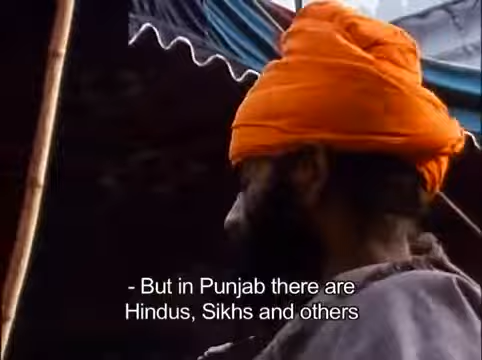 - But in Punjab there are
Hindus, Sikhs and others